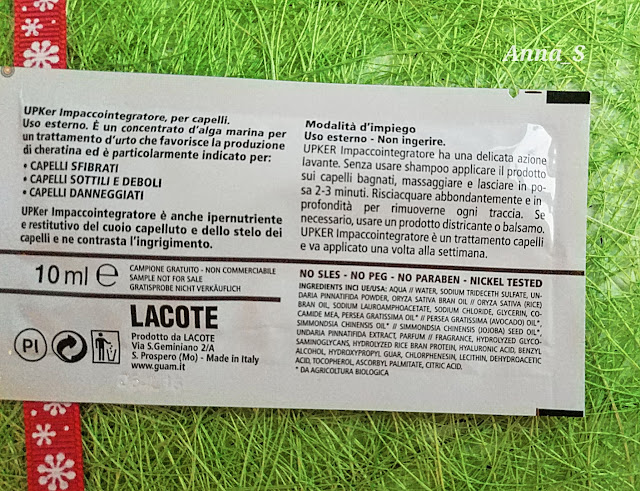 Anna_S
UPKer Impaccointegratore, per capelli.
Uso esterno. È un concentrato d'alga marina per
un trattamento d'urto che favorisce la produzione
di cheratina ed è particolarmente indicato per:
• CAPELLI SFIBRATI
• CAPELLI SOTTILI E DEBOLI
• CAPELLI DANNEGGIATI
UPKer Impaccointegratore è anche ipernutriente
e restitutivo del cuoio capelluto e dello stelo dei
capelli e ne contrasta l'ingrigimento.
Modalità d'impiego
Uso esterno - Non ingerire.
UPKER Impaccointegratore ha una delicata azione
lavante. Senza usare shampoo applicare il prodotto
sui capelli bagnati, massaggiare e lasciare in po-
sa 2-3 minuti. Risciacquare abbondantemente e in
profondità per rimuoverne ogni traccia. Se
necessario, usare un prodotto districante o balsamo.
UPKER Impaccointegratore è un trattamento capelli
e va applicato una volta alla settimana.
10 ml e
CAMPIONE GRATUITO - NON COMMERCIABILE
SAMPLE NOT FOR SALE
GRATISPROBE NICHT VERKÄUFLICH
LACOTE
Prodotto da LACOTE
Via S.Geminiano 2/A
S. Prospero (Mo) - Made in Italy
www.guam.it
PI
NO SLES - NO PEG - NO PARABEN - NICKEL TESTED
INGREDIENTS INCI UE/USA: AQUA // WATER, SODIUM TRIDECETH SULFATE, UN-
DARIA PINNATIFIDA POWDER, ORYZA SATIVA BRAN OIL // ORYZA SATIVA (RICE)
BRAN OIL, SODIUM LAUROAMPHOACETATE, SODIUM CHLORIDE, GLYCERIN, CO-
CAMIDE MEA, PERSEA GRATISSIMA OIL* // PERSEA GRATISSIMA (AVOCADO) OIL*,
SIMMONDSIA CHINENSIS OIL* // SIMMONDSIA CHINENSIS (JOJOBA) SEED OIL*,
UNDARIA PINNATIFIDA EXTRACT, PARFUM // FRAGRANCE, HYDROLYZED GLYCO-
SAMINOGLYCANS, HYDROLYZED RICE BRAN PROTEIN, HYALURONIC ACID, BENZYL
ALCOHOL, HYDROXYPROPYL GUAR, CHLORPHENESIN, LECITHIN, DEHYDROACETIC
ACID, TOCOPHEROL, ASCORBYL PALMITATE, CITRIC ACID.
* DA AGRICOLTURA BIOLOGICA